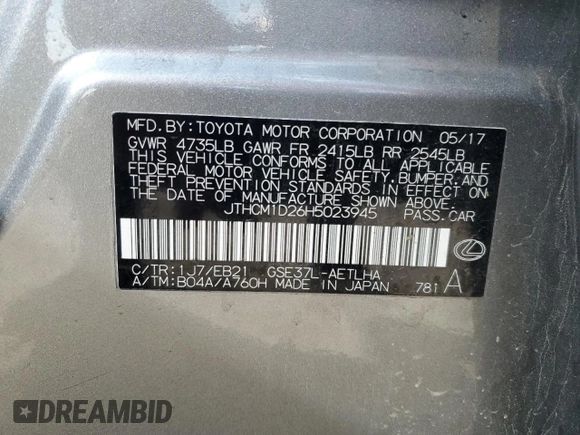 MFD. BY: TOYOTA MOTOR CORPORATION 05/17
GVWR 4735LB GAWR FR 2415LB RR 2545LB
THIS VEHICLE CONFORMS TO ALL APPLICABLE
FEDERAL MOTOR VEHICLE SAFETY, BUMPER, AND
THEFT PREVENTION STANDARDS IN EFFECT ON
THE DATE OF MANUFACTURE SHOWN ABOVE.
JTHCM1D26H5023945 PASS.CAR
C/TR:1J7/EB21 GSE37L-AETLHA
A/TM:B04A/A760H MADE IN JAPAN 781 A
DREAMBID